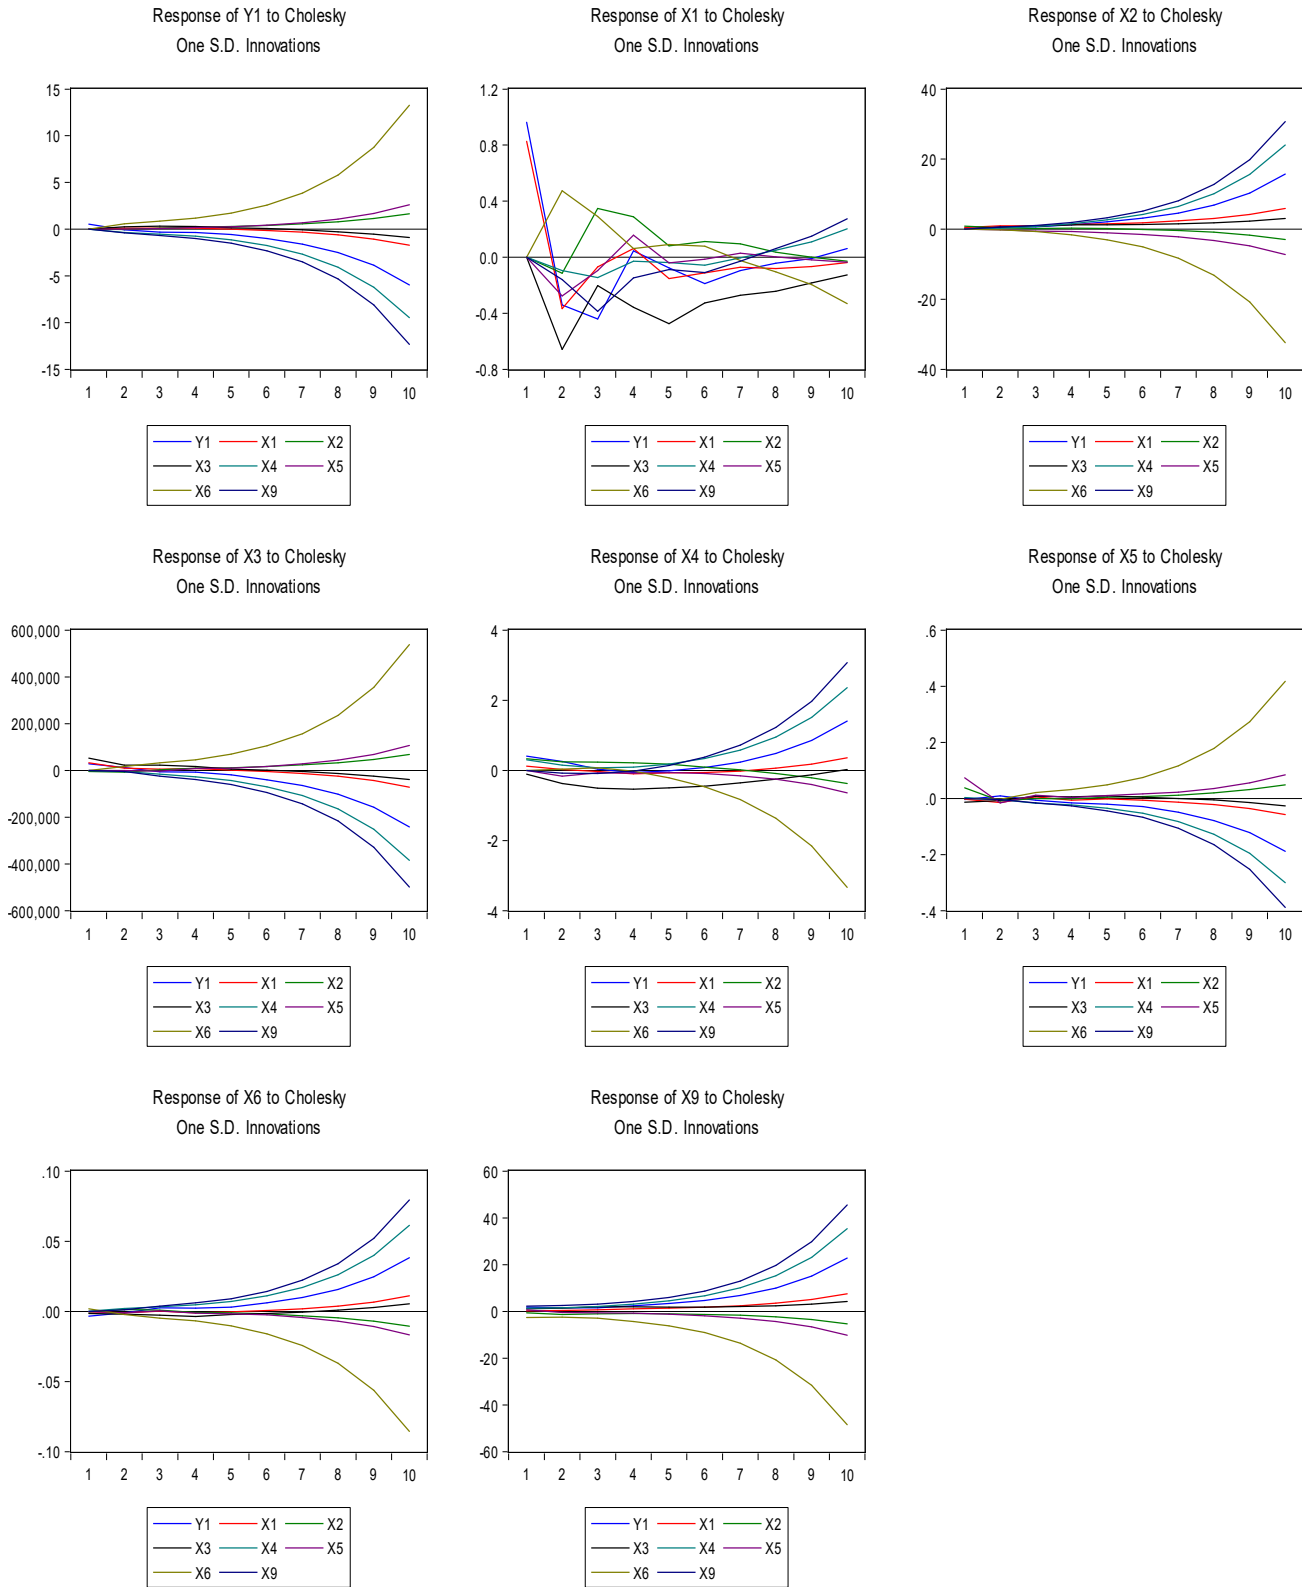 Response of Y1 to Cholesky
One S.D. Innovations
15
10
5
0
-5
-10
-15
1 2 3 4 5 6 7 8 9 10
Y1 X1 X2
X3 X4 X5
X6 X9
Response of X1 to Cholesky
One S.D. Innovations
1.2
0.8
0.4
0.0
-0.4
-0.8
1 2 3 4 5 6 7 8 9 10
Y1 X1 X2
X3 X4 X5
X6 X9
Response of X2 to Cholesky
One S.D. Innovations
40
20
0
-20
-40
1 2 3 4 5 6 7 8 9 10
Y1 X1 X2
X3 X4 X5
X6 X9
Response of X3 to Cholesky
One S.D. Innovations
600,000
400,000
200,000
0
-200,000
-400,000
-600,000
1 2 3 4 5 6 7 8 9 10
Y1 X1 X2
X3 X4 X5
X6 X9
Response of X4 to Cholesky
One S.D. Innovations
4
2
0
-2
-4
1 2 3 4 5 6 7 8 9 10
Y1 X1 X2
X3 X4 X5
X6 X9
Response of X5 to Cholesky
One S.D. Innovations
.6
.4
.2
.0
-.2
-.4
1 2 3 4 5 6 7 8 9 10
Y1 X1 X2
X3 X4 X5
X6 X9
Response of X6 to Cholesky
One S.D. Innovations
.10
.05
.00
-.05
-.10
1 2 3 4 5 6 7 8 9 10
Y1 X1 X2
X3 X4 X5
X6 X9
Response of X9 to Cholesky
One S.D. Innovations
60
40
20
0
-20
-40
-60
1 2 3 4 5 6 7 8 9 10
Y1 X1 X2
X3 X4 X5
X6 X9